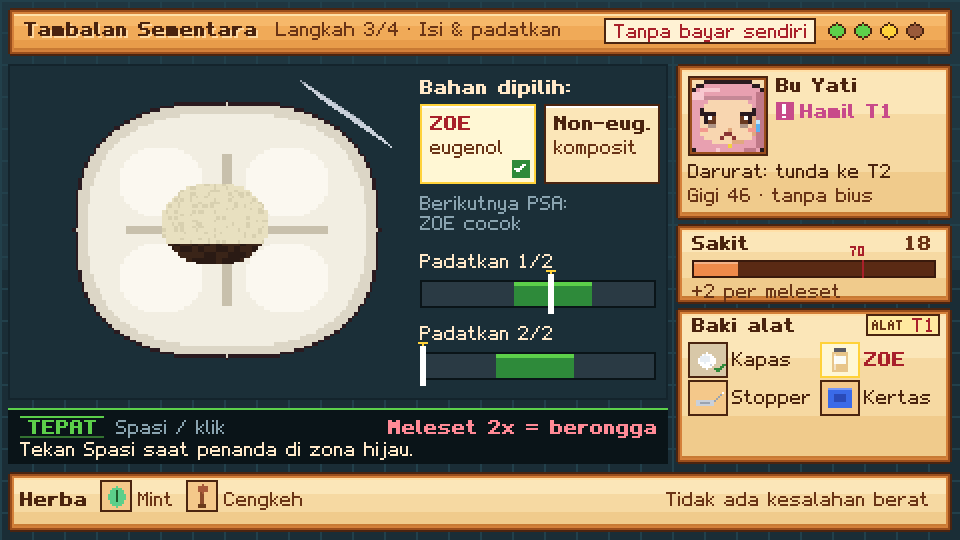 Tambalan Sementara Langkah 3/4 · Isi & padatkan Tanpa bayar sendiri
Bahan dipilih:
ZOE
eugenol
Non-eug.
komposit
Berikutnya PSA:
ZOE cocok
Padatkan 1/2
Padatkan 2/2
TEPAT Spasi / klik Meleset 2x = berongga
Tekan Spasi saat penanda di zona hijau.
Bu Yati
! Hamil T1
Darurat: tunda ke T2
Gigi 46 · tanpa bius
Sakit 18
70
+2 per meleset
Baki alat ALAT T1
Kapas ZOE
Stopper Kertas
Herba Mint Cengkeh Tidak ada kesalahan berat